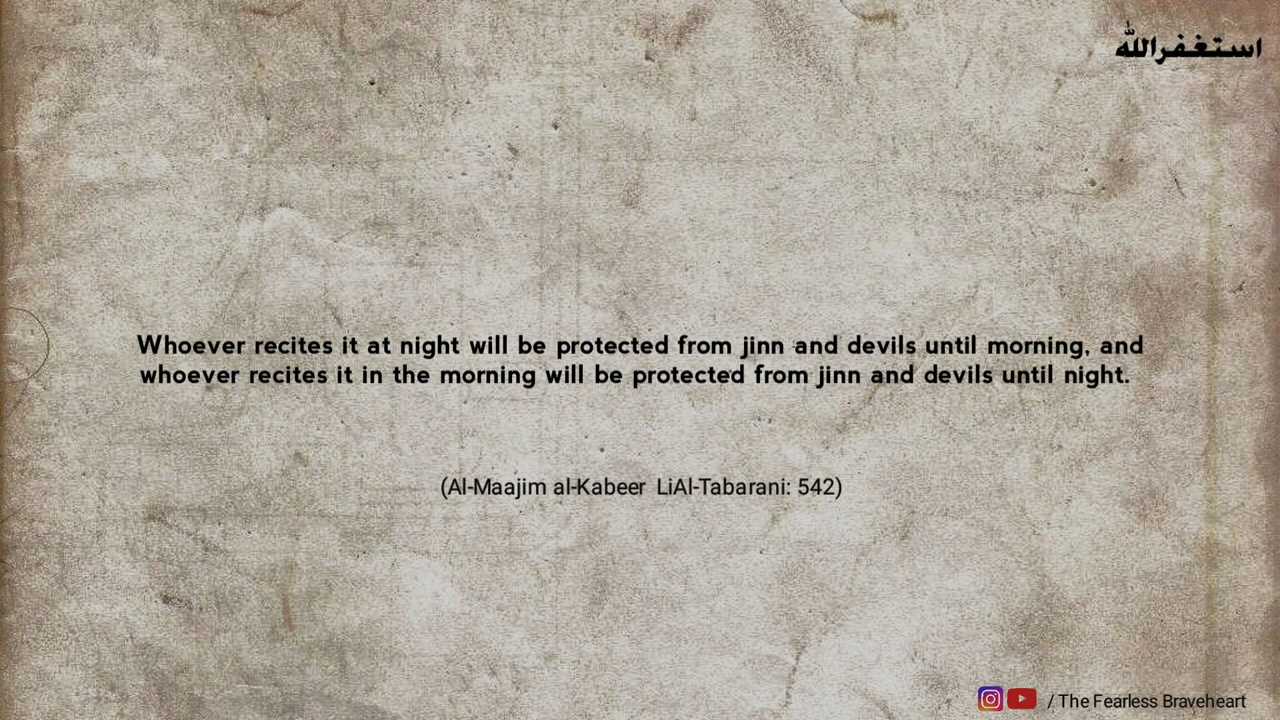 استغفرالله
Whoever recites it at night will be protected from jinn and devils until morning, and
whoever recites it in the morning will be protected from jinn and devils until night.
(Al-Maajim al-Kabeer LiAl-Tabarani: 542)
/ The Fearless Braveheart